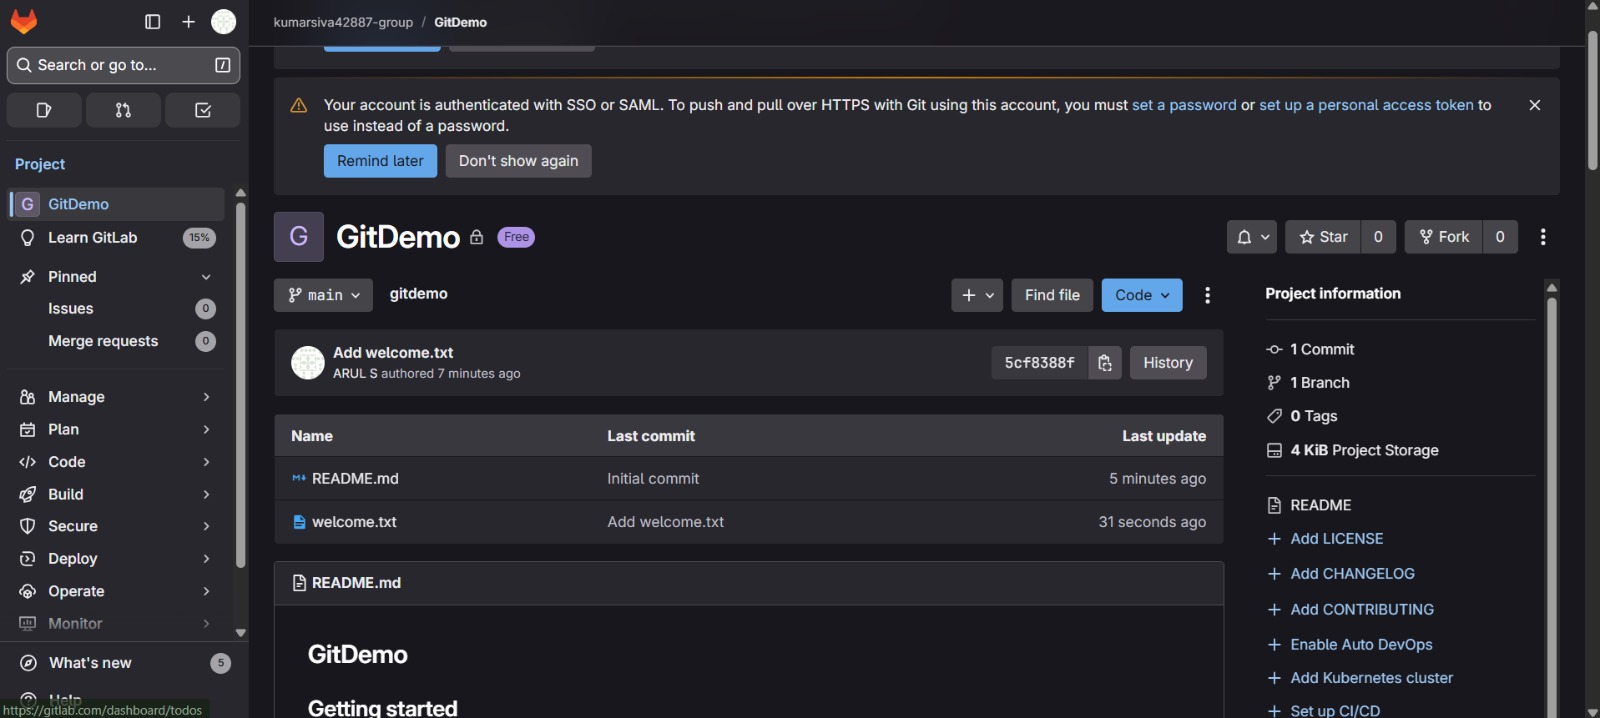 kumarsiva42887-group / GitDemo
Search or go to...
Project
G GitDemo
Learn GitLab 15%
Pinned
Issues 0
Merge requests 0
Manage
Plan
Code
Build
Secure
Deploy
Operate
Monitor
What's new 5
Help
https://gitlab.com/dashboard/todos
Your account is authenticated with SSO or SAML. To push and pull over HTTPS with Git using this account, you must set a password or set up a personal access token to
use instead of a password.
Remind later Don't show again
G GitDemo Free
Star 0 Fork 0
main gitdemo
Find file Code
Add welcome.txt
ARUL S authored 7 minutes ago
5cf8388f History
Name Last commit Last update
README.md Initial commit 5 minutes ago
welcome.txt Add welcome.txt 31 seconds ago
README.md
GitDemo
Getting started
Project information
1 Commit
1 Branch
0 Tags
4 KiB Project Storage
README
+ Add LICENSE
+ Add CHANGELOG
+ Add CONTRIBUTING
+ Enable Auto DevOps
+ Add Kubernetes cluster
+ Set up CI/CD